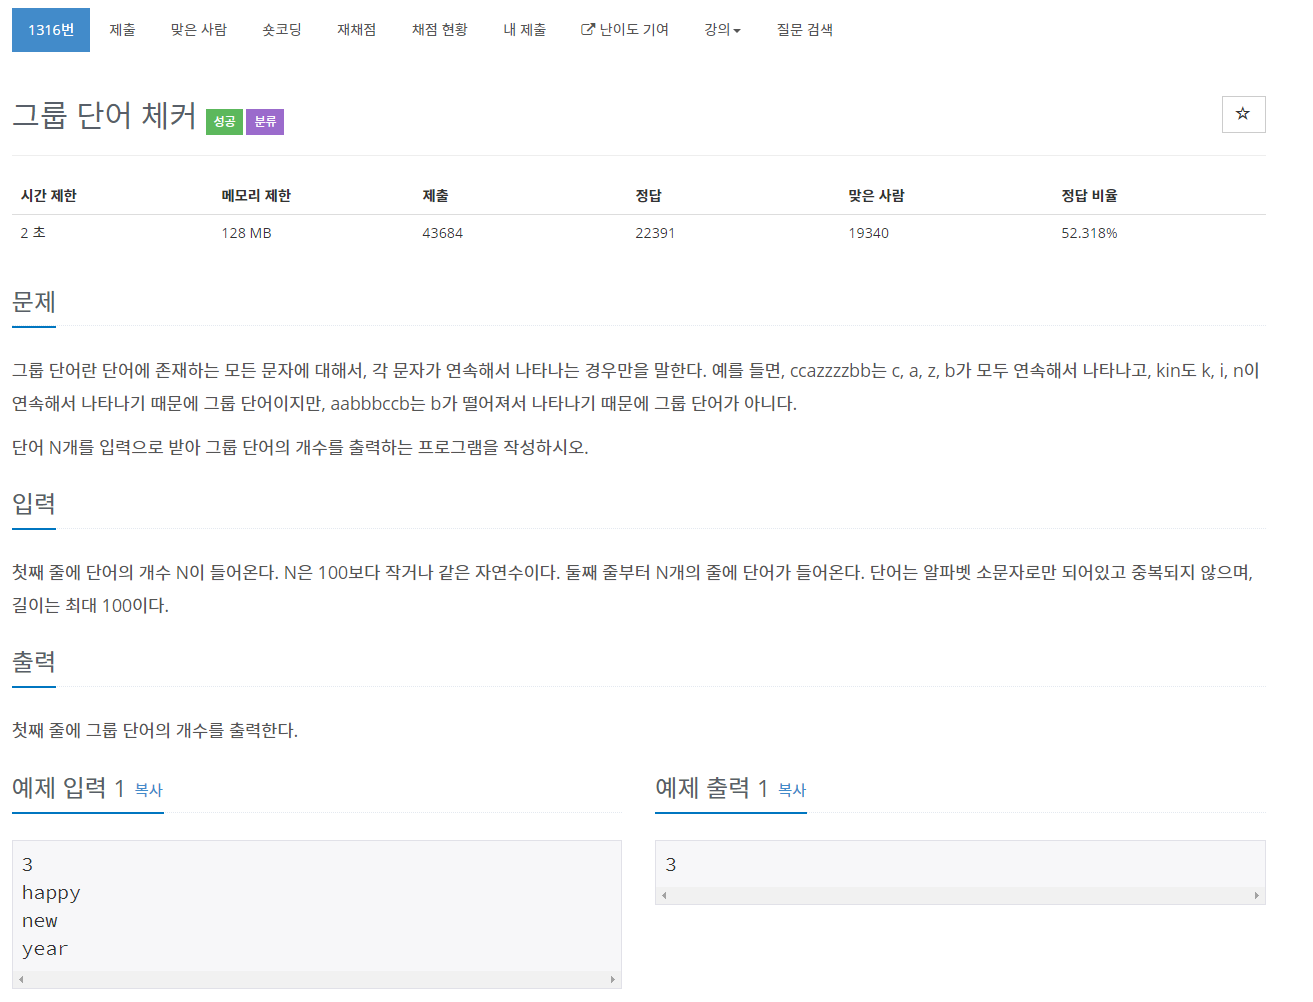 1316번 제출 맞은 사람 숏코딩 재채점 채점 현황 내 제출 난이도 기여 강의 질문 검색
그룹 단어 체커 성공 분류
시간 제한 메모리 제한 제출 정답 맞은 사람 정답 비율
2 초 128 MB 43684 22391 19340 52.318%
문제
그룹 단어란 단어에 존재하는 모든 문자에 대해서, 각 문자가 연속해서 나타나는 경우만을 말한다. 예를 들면, ccazzzzbb는 c, a, z, b가 모두 연속해서 나타나고, kin도 k, i, n이
연속해서 나타나기 때문에 그룹 단어이지만, aabbbccb는 b가 떨어져서 나타나기 때문에 그룹 단어가 아니다.
단어 N개를 입력으로 받아 그룹 단어의 개수를 출력하는 프로그램을 작성하시오.
입력
첫째 줄에 단어의 개수 N이 들어온다. N은 100보다 작거나 같은 자연수이다. 둘째 줄부터 N개의 줄에 단어가 들어온다. 단어는 알파벳 소문자로만 되어있고 중복되지 않으며,
길이는 최대 100이다.
출력
첫째 줄에 그룹 단어의 개수를 출력한다.
예제 입력 1 복사
3
happy
new
year
예제 출력 1 복사
3